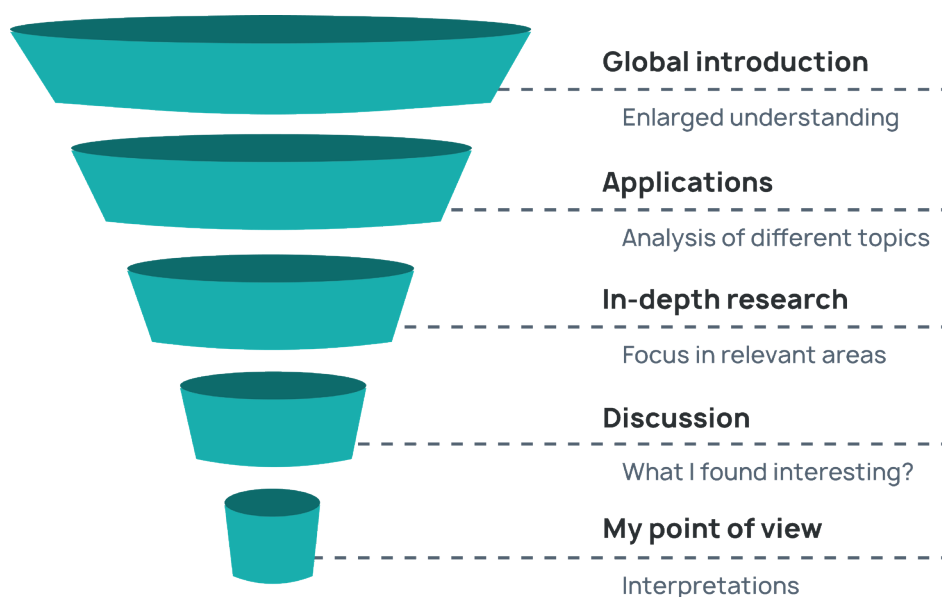 Global introduction
Enlarged understanding
Applications
Analysis of different topics
In-depth research
Focus in relevant areas
Discussion
What I found interesting?
My point of view
Interpretations